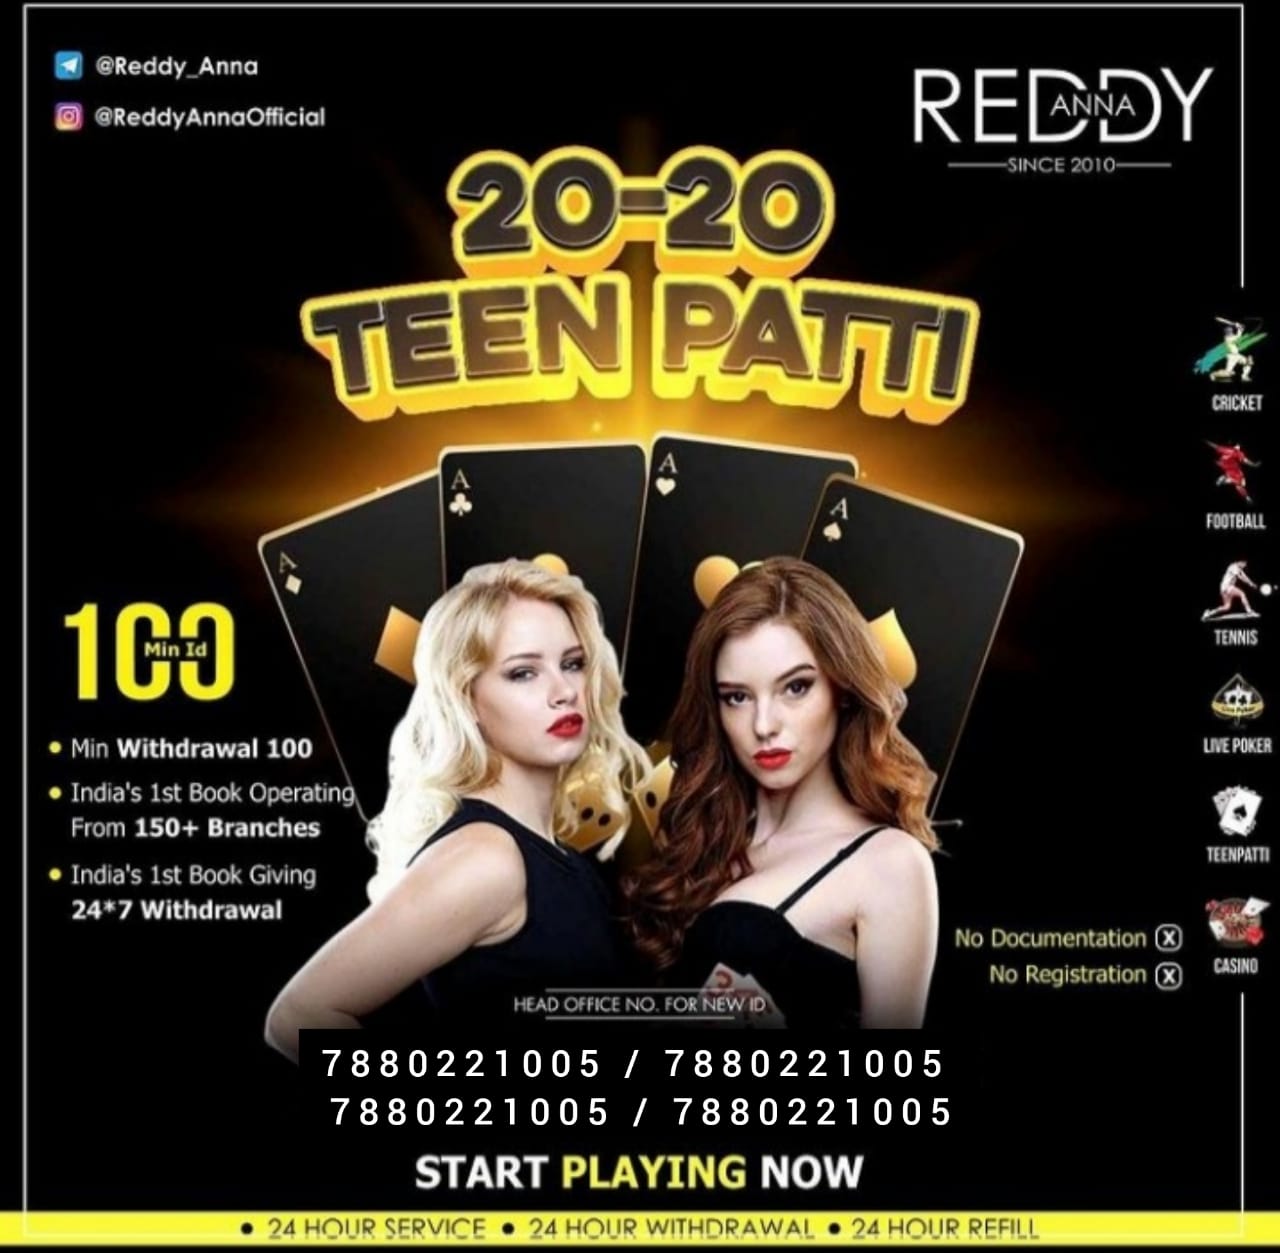 @Reddy_Anna
@ReddyAnnaOfficial
REDDY
ANNA
SINCE 2010
20-20
TEEN PATTI
A
A
A
A
CRICKET
FOOTBALL
TENNIS
LIVE POKER
TEENPATTI
CASINO
100
Min Id
Min Withdrawal 100
India's 1st Book Operating
From 150+ Branches
India's 1st Book Giving
24*7 Withdrawal
No Documentation X
No Registration X
HEAD OFFICE NO. FOR NEW ID
7880221005 / 7880221005
7880221005 / 7880221005
START PLAYING NOW
• 24 HOUR SERVICE • 24 HOUR WITHDRAWAL • 24 HOUR REFILL